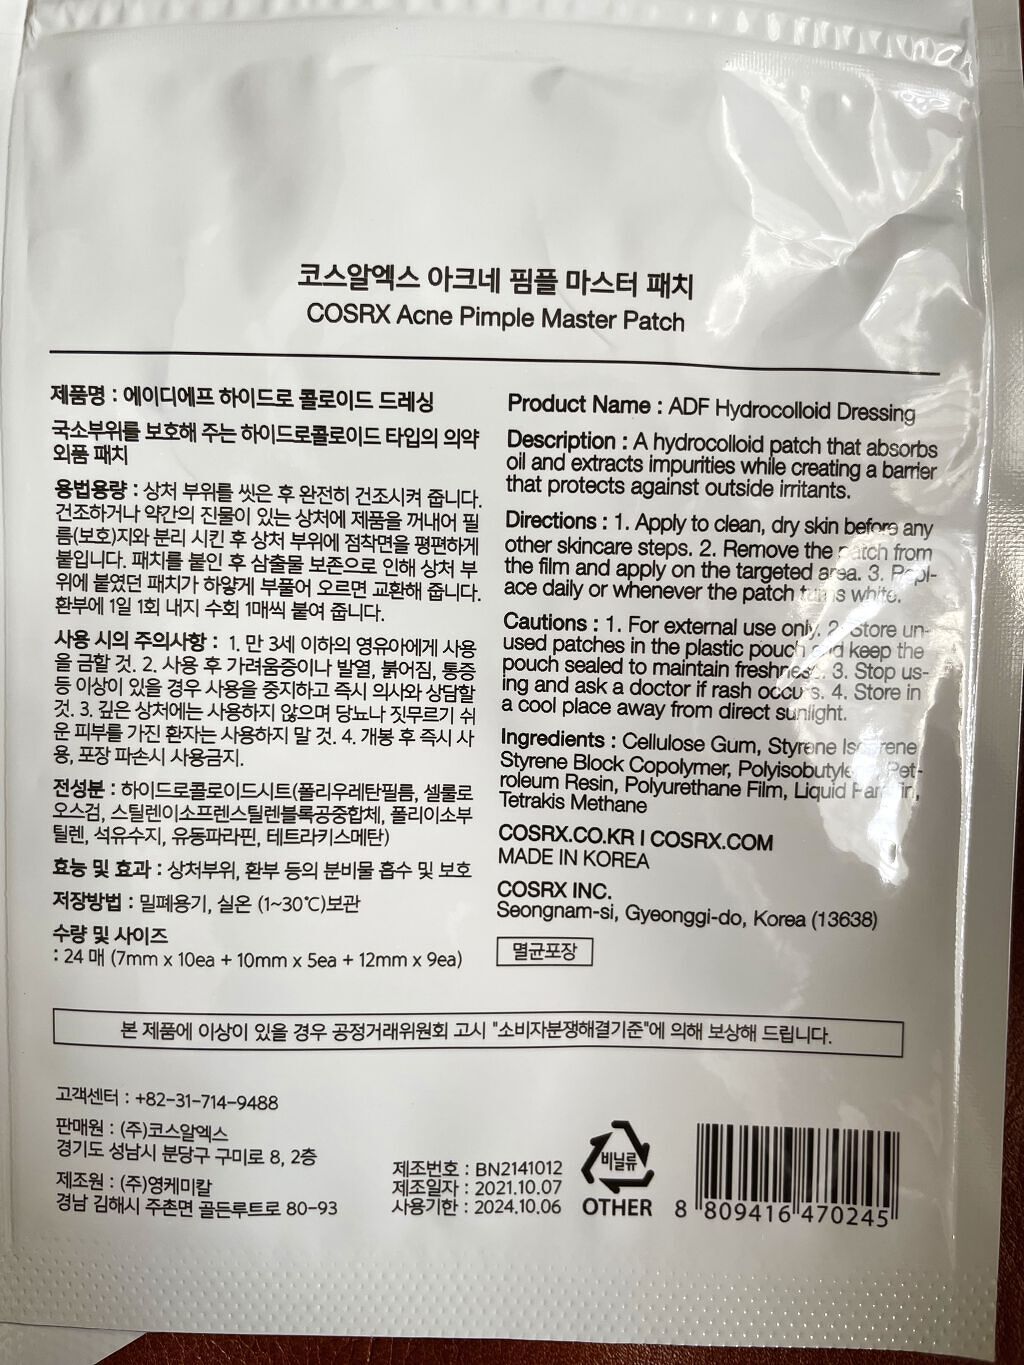 코스알엑스 아크네 핌플 마스터 패치
COSRX Acne Pimple Master Patch
제품명 : 에이디에프 하이드로 콜로이드 드레싱
국소부위를 보호해 주는 하이드로콜로이드 타입의 의약
외품 패치
용법용량 : 상처 부위를 씻은 후 완전히 건조시켜 줍니다.
건조하거나 약간의 진물이 있는 상처에 제품을 꺼내어 필
름(보호)지와 분리 시킨 후 상처 부위에 점착면을 평편하게
붙입니다. 패치를 붙인 후 삼출물 보존으로 인해 상처 부
위에 붙였던 패치가 하얗게 부풀어 오르면 교환해 줍니다.
환부에 1일 1회 내지 수회 1매씩 붙여 줍니다.
사용 시의 주의사항 : 1. 만 3세 이하의 영유아에게 사용
을 금할 것. 2. 사용 후 가려움증이나 발열, 붉어짐, 통증
등 이상이 있을 경우 사용을 중지하고 즉시 의사와 상담할
것. 3. 깊은 상처에는 사용하지 않으며 당뇨나 짓무르기 쉬
운 피부를 가진 환자는 사용하지 말 것. 4. 개봉 후 즉시 사
용, 포장 파손시 사용금지.
전성분 : 하이드로콜로이드시트(폴리우레탄필름, 셀룰로
오스검, 스틸렌이소프렌스틸렌블록공중합체, 폴리이소부
틸렌, 석유수지, 유동파라핀, 테트라키스메탄)
효능 및 효과 : 상처부위, 환부 등의 분비물 흡수 및 보호
저장방법 : 밀폐용기, 실온 (1~30℃)보관
수량 및 사이즈
: 24 매 (7mm x 10ea + 10mm x 5ea + 12mm x 9ea)
Product Name : ADF Hydrocolloid Dressing
Description : A hydrocolloid patch that absorbs
oil and extracts impurities while creating a barrier
that protects against outside irritants.
Directions : 1. Apply to clean, dry skin before any
other skincare steps. 2. Remove the patch from
the film and apply on the targeted area. 3. Repl-
ace daily or whenever the patch turns white.
Cautions : 1. For external use only. 2. Store un-
used patches in the plastic pouch and keep the
pouch sealed to maintain freshness. 3. Stop us-
ing and ask a doctor if rash occurs. 4. Store in
a cool place away from direct sunlight.
Ingredients : Cellulose Gum, Styrene Isoprene
Styrene Block Copolymer, Pet-
roleum Resin, Polyurethane Film, Liquid Paraffin,
Tetrakis Methane
COSRX.CO.KR I COSRX.COM
MADE IN KOREA
COSRX INC.
Seongnam-si, Gyeonggi-do, Korea (13638)
멸균포장
본 제품에 이상이 있을 경우 공정거래위원회 고시 "소비자분쟁해결기준"에 의해 보상해 드립니다.
고객센터 : +82-31-714-9488
판매원 : (주)코스알엑스
경기도 성남시 분당구 구미로 8, 2층
제조원 : (주)영케미칼
경남 김해시 주촌면 골든루트로 80-93
제조번호 : BN2141012
제조일자 : 2021.10.07
사용기한 : 2024.10.06
비닐류
OTHER
8 809416 470245